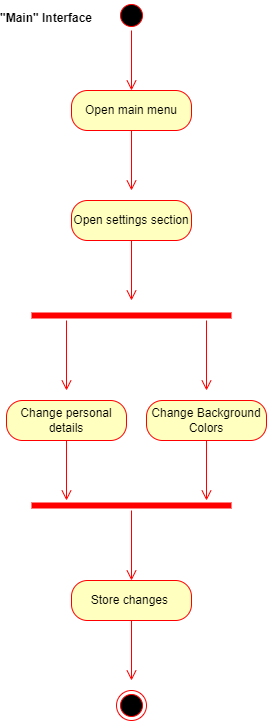 "Main" Interface
Open main menu
Open settings section
Change personal
details
Change Background
Colors
Store changes